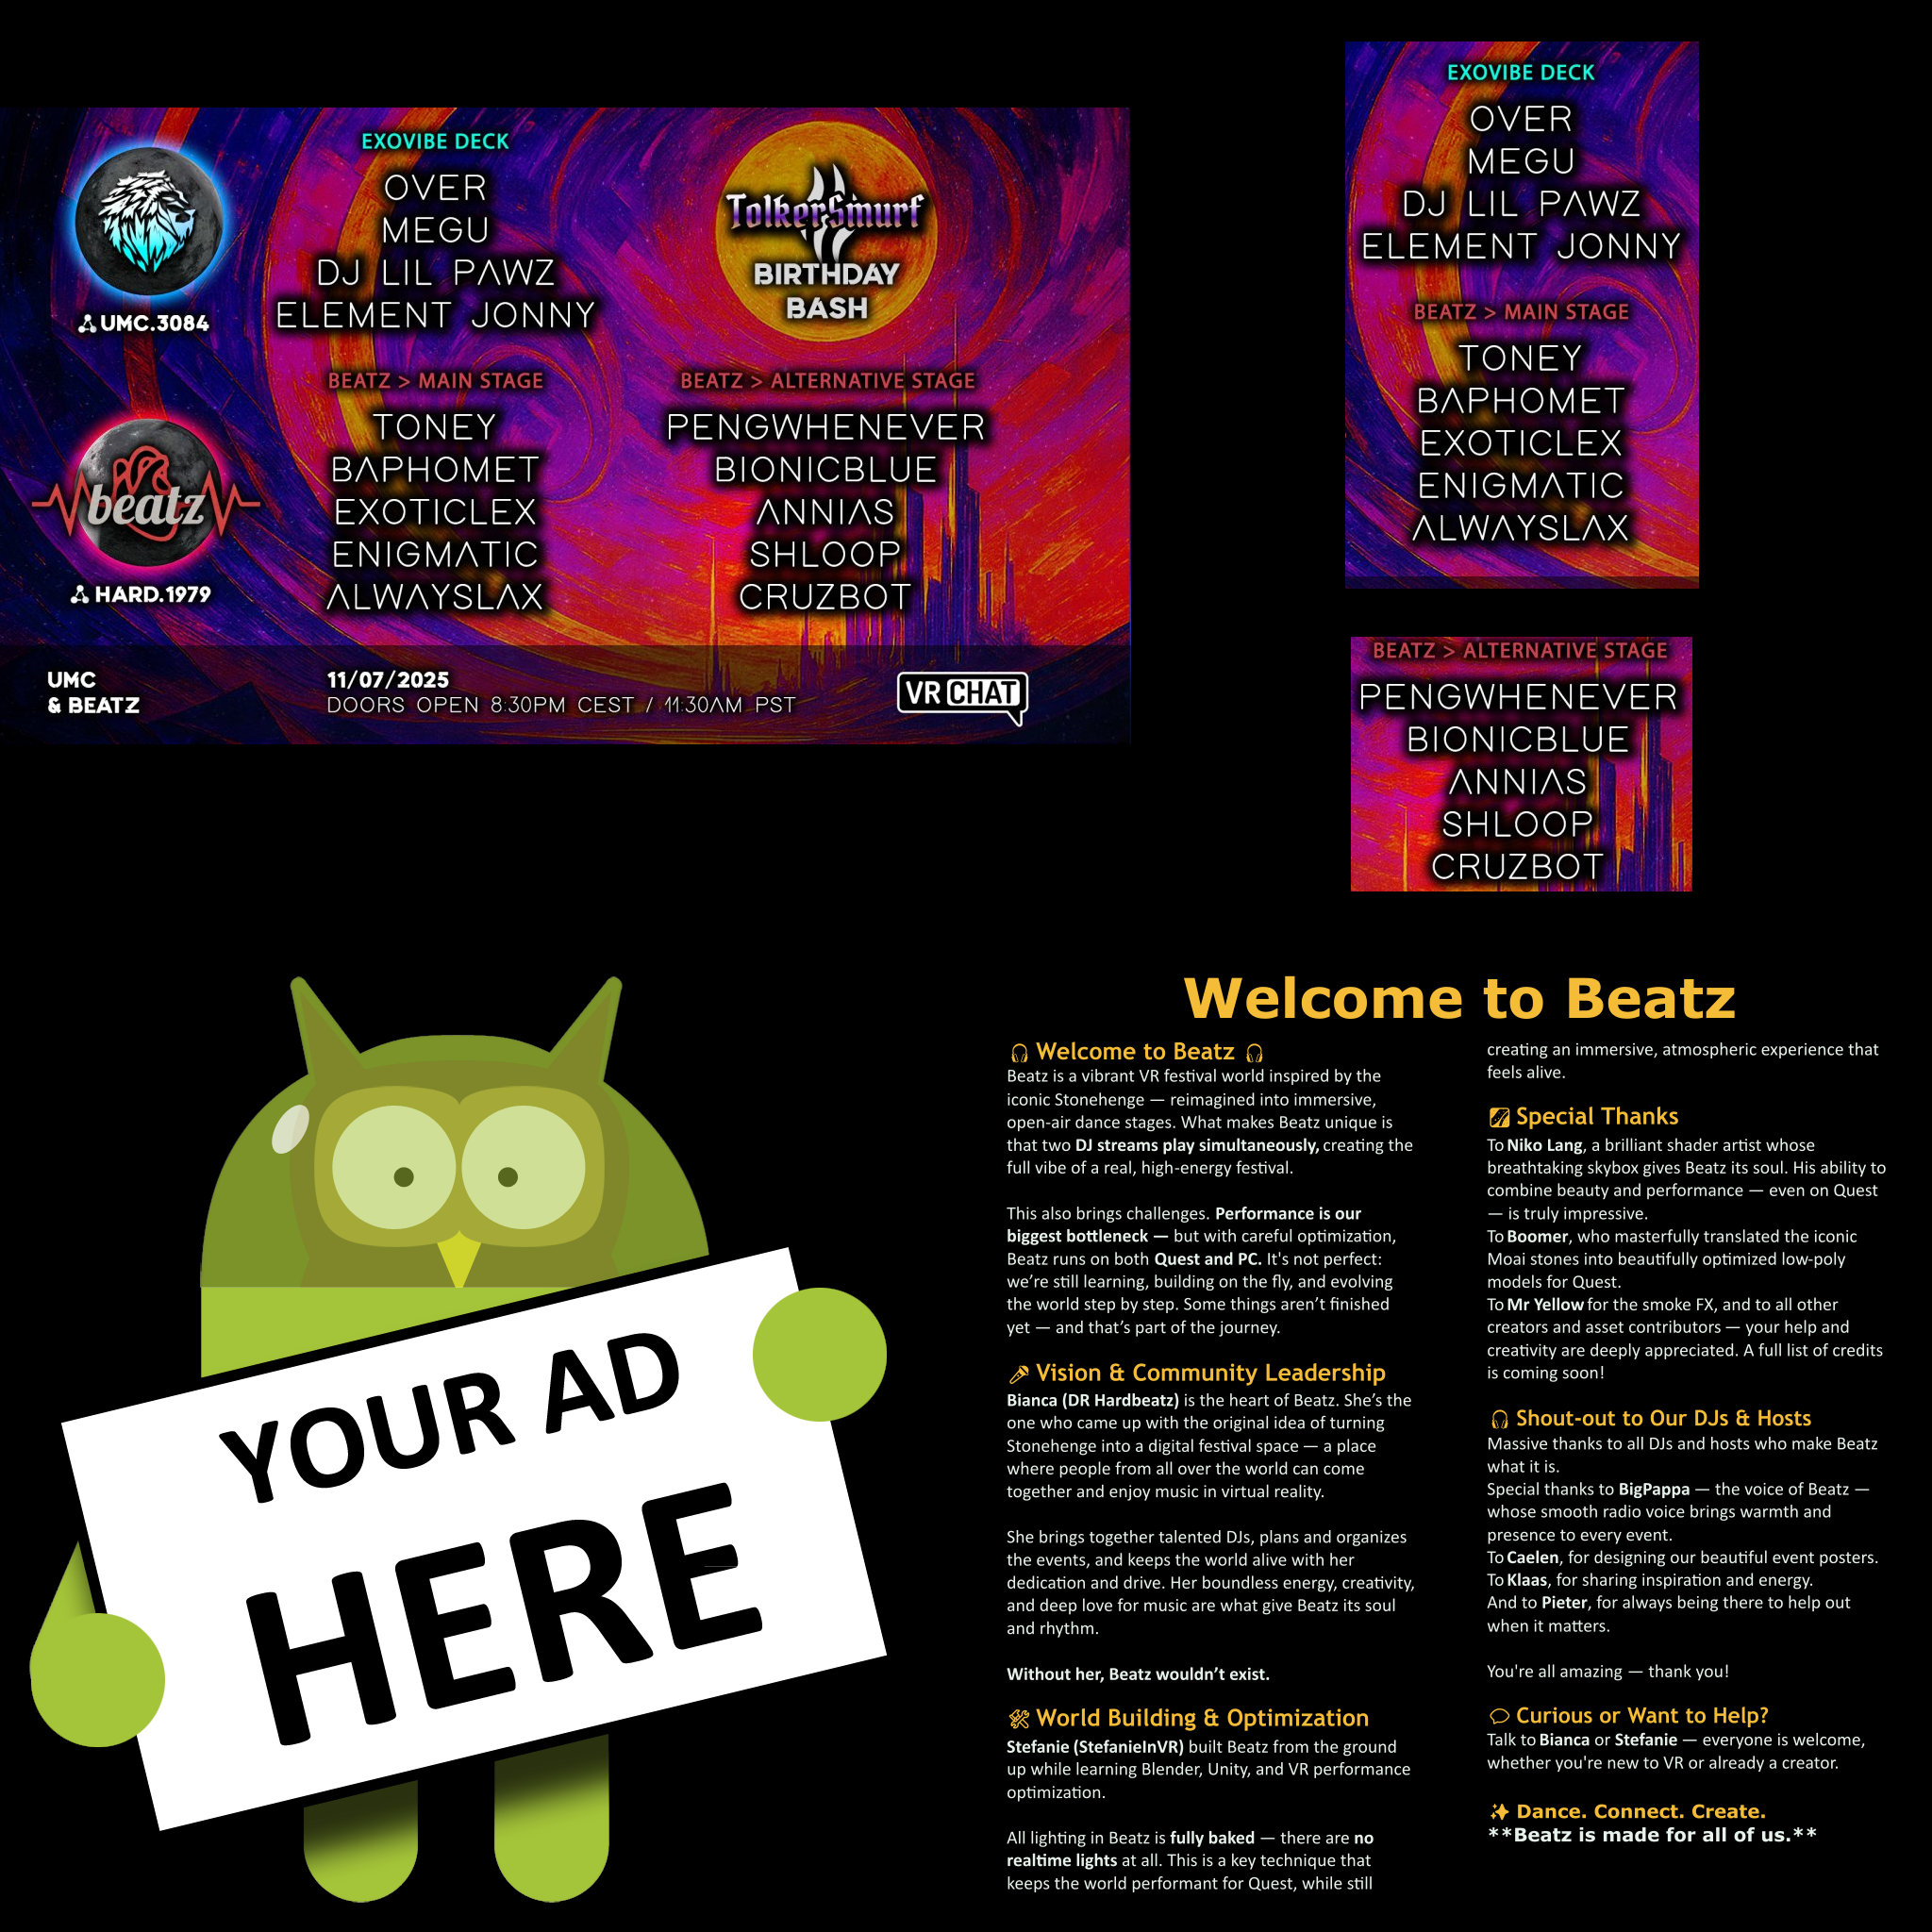 EXOVIBE DECK
OVER
MEGU
DJ LIL PAWZ
ELEMENT JONNY
TolkerSmurf
BIRTHDAY
BASH
UMC.3084
BEATZ > MAIN STAGE
TONEY
BAPHOMET
EXOTICLEX
ENIGMATIC
ALWAYSLAX
BEATZ > ALTERNATIVE STAGE
PENGWHENEVER
BIONICBLUE
ANNIAS
SHLOOP
CRUZBOT
beatz
HARD.1979
UMC
& BEATZ
11/07/2025
DOORS OPEN 8:30PM CEST / 11:30AM PST
VRCHAT
EXOVIBE DECK
OVER
MEGU
DJ LIL PAWZ
ELEMENT JONNY
BEATZ > MAIN STAGE
TONEY
BAPHOMET
EXOTICLEX
ENIGMATIC
ALWAYSLAX
BEATZ > ALTERNATIVE STAGE
PENGWHENEVER
BIONICBLUE
ANNIAS
SHLOOP
CRUZBOT
YOUR AD
HERE
Welcome to Beatz
🎧 Welcome to Beatz 🎧
Beatz is a vibrant VR festival world inspired by the
iconic Stonehenge — reimagined into immersive,
open-air dance stages. What makes Beatz unique is
that two DJ streams play simultaneously, creating the
full vibe of a real, high-energy festival.
This also brings challenges. Performance is our
biggest bottleneck — but with careful optimization,
Beatz runs on both Quest and PC. It's not perfect:
we’re still learning, building on the fly, and evolving
the world step by step. Some things aren’t finished
yet — and that’s part of the journey.
🎤 Vision & Community Leadership
Bianca (DR Hardbeatz) is the heart of Beatz. She’s the
one who came up with the original idea of turning
Stonehenge into a digital festival space — a place
where people from all over the world can come
together and enjoy music in virtual reality.
She brings together talented DJs, plans and organizes
the events, and keeps the world alive with her
dedication and drive. Her boundless energy, creativity,
and deep love for music are what give Beatz its soul
and rhythm.
Without her, Beatz wouldn’t exist.
🛠 World Building & Optimization
Stefanie (StefanieInVR) built Beatz from the ground
up while learning Blender, Unity, and VR performance
optimization.
All lighting in Beatz is fully baked — there are no
realtime lights at all. This is a key technique that
keeps the world performant for Quest, while still
creating an immersive, atmospheric experience that
feels alive.
🌌 Special Thanks
To Niko Lang, a brilliant shader artist whose
breathtaking skybox gives Beatz its soul. His ability to
combine beauty and performance — even on Quest
— is truly impressive.
To Boomer, who masterfully translated the iconic
Moai stones into beautifully optimized low-poly
models for Quest.
To Mr Yellow for the smoke FX, and to all other
creators and asset contributors — your help and
creativity are deeply appreciated. A full list of credits
is coming soon!
🎧 Shout-out to Our DJs & Hosts
Massive thanks to all DJs and hosts who make Beatz
what it is.
Special thanks to BigPappa — the voice of Beatz —
whose smooth radio voice brings warmth and
presence to every event.
To Caelen, for designing our beautiful event posters.
To Klaas, for sharing inspiration and energy.
And to Pieter, for always being there to help out
when it matters.
You're all amazing — thank you!
💬 Curious or Want to Help?
Talk to Bianca or Stefanie — everyone is welcome,
whether you're new to VR or already a creator.
✨ Dance. Connect. Create.
**Beatz is made for all of us.**